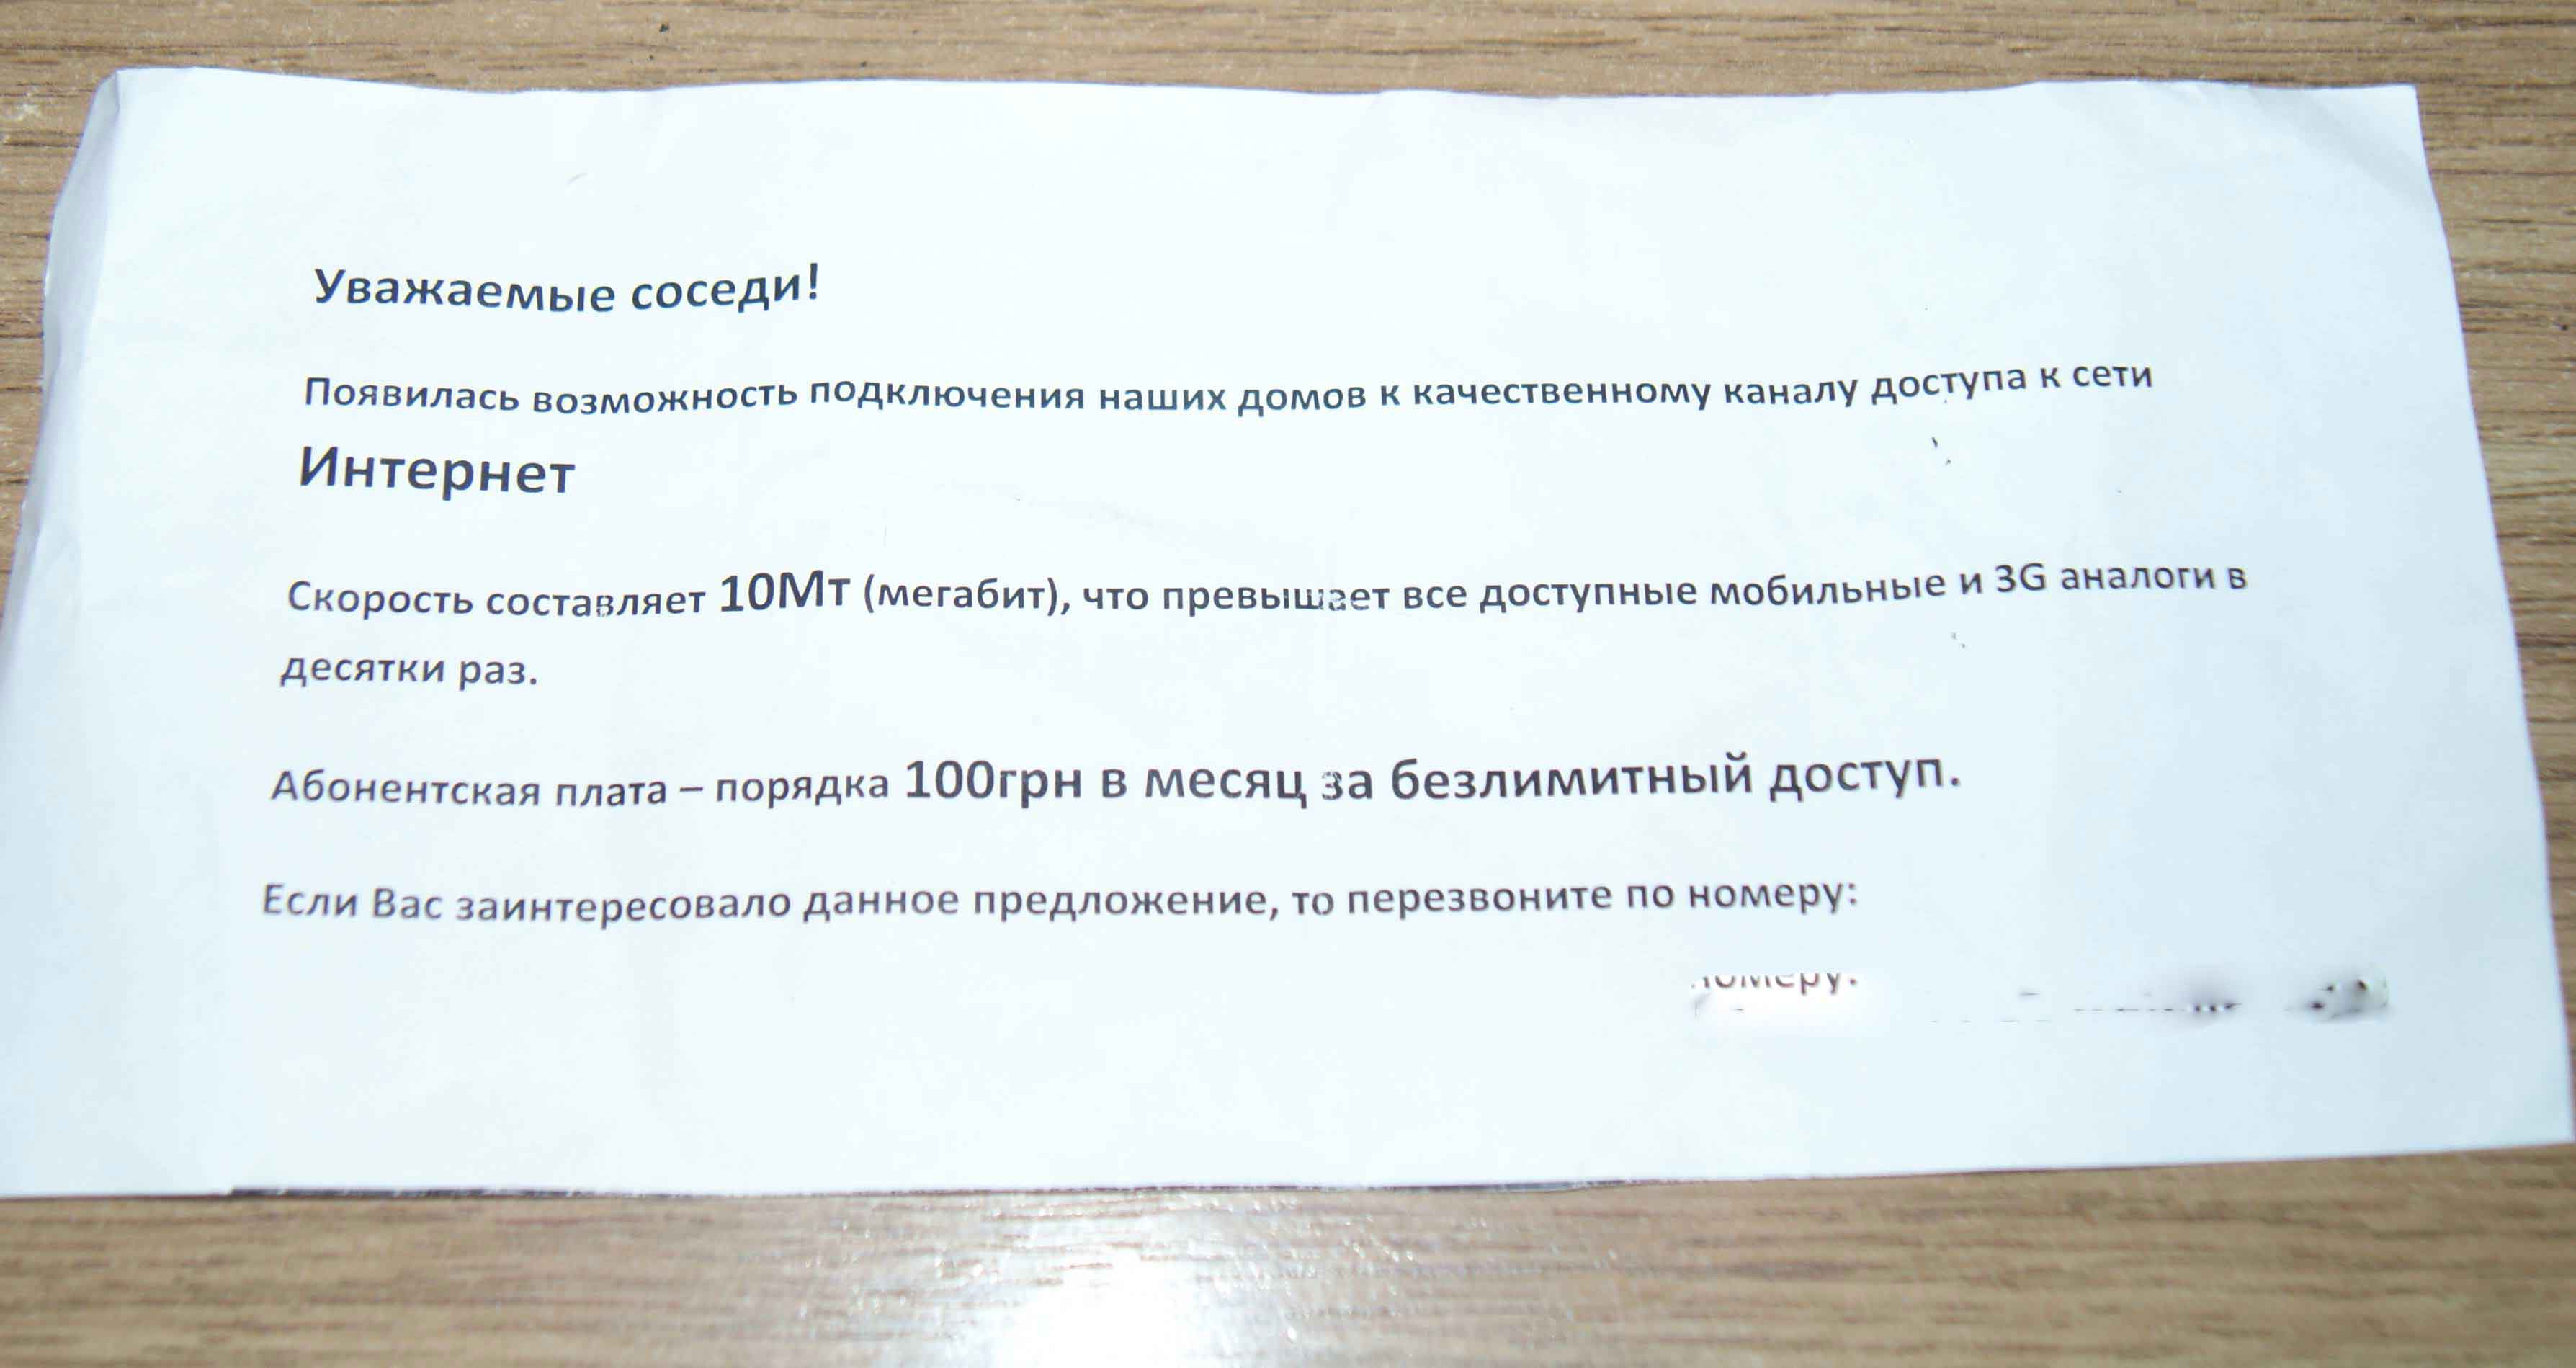 Уважаемые соседи!
Появилась возможность подключения наших домов к качественному каналу доступа к сети
Интернет
Скорость составляет 10Мт (мегабит), что превышает все доступные мобильные и 3G аналоги в
десятки раз.
Абонентская плата – порядка 100грн в месяц за безлимитный доступ.
Если Вас заинтересовало данное предложение, то перезвоните по номеру: